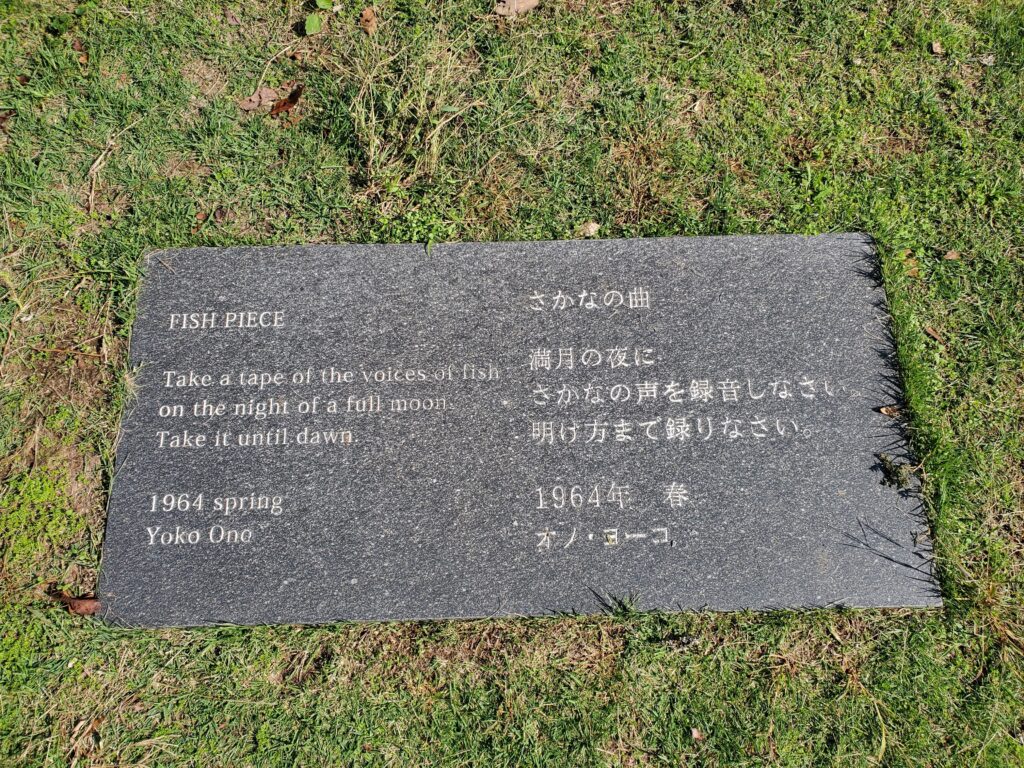 FISH PIECE
Take a tape of the voices of fish
on the night of a full moon.
Take it until dawn.
1964 spring
Yoko Ono
さかなの曲
満月の夜に
さかなの声を録音しなさい。
明け方まで録りなさい。
1964年　春
オノ・ヨーコ